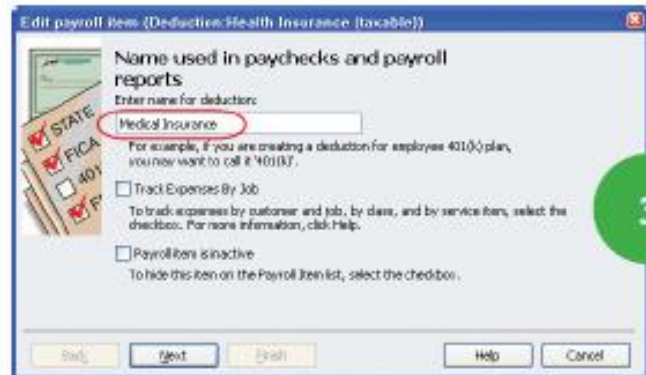 Edit payroll item (Deduction:Health Insurance (taxable))
Name used in paychecks and payroll
reports
Enter name for deduction:
Medical Insurance
For example, if you are creating a deduction for employee 401(k) plan,
you may want to call it '401(k)'.
Track Expenses By Job
To track expenses by customer and job, by class, and by service item, select the
checkbox. For more information, click Help.
Payroll item is inactive
To hide this item on the Payroll Item list, select the checkbox.
STATE
FICA
401
Back
Next
Finish
Help
Cancel